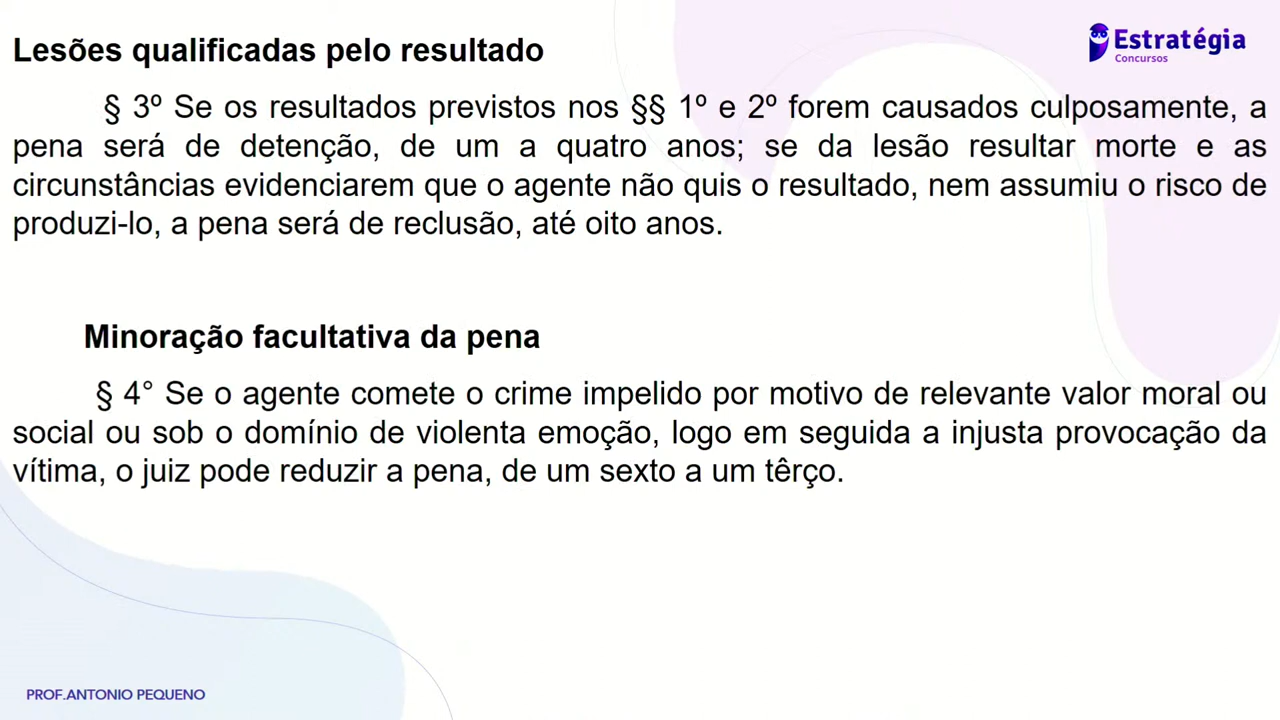 Lesões qualificadas pelo resultado
Estratégia
Concursos
§ 3º Se os resultados previstos nos §§ 1º e 2º forem causados culposamente, a
pena será de detenção, de um a quatro anos; se da lesão resultar morte e as
circunstâncias evidenciarem que o agente não quis o resultado, nem assumiu o risco de
produzi-lo, a pena será de reclusão, até oito anos.
Minoração facultativa da pena
§ 4° Se o agente comete o crime impelido por motivo de relevante valor moral ou
social ou sob o domínio de violenta emoção, logo em seguida a injusta provocação da
vítima, o juiz pode reduzir a pena, de um sexto a um têrço.
PROF.ANTONIO PEQUENO